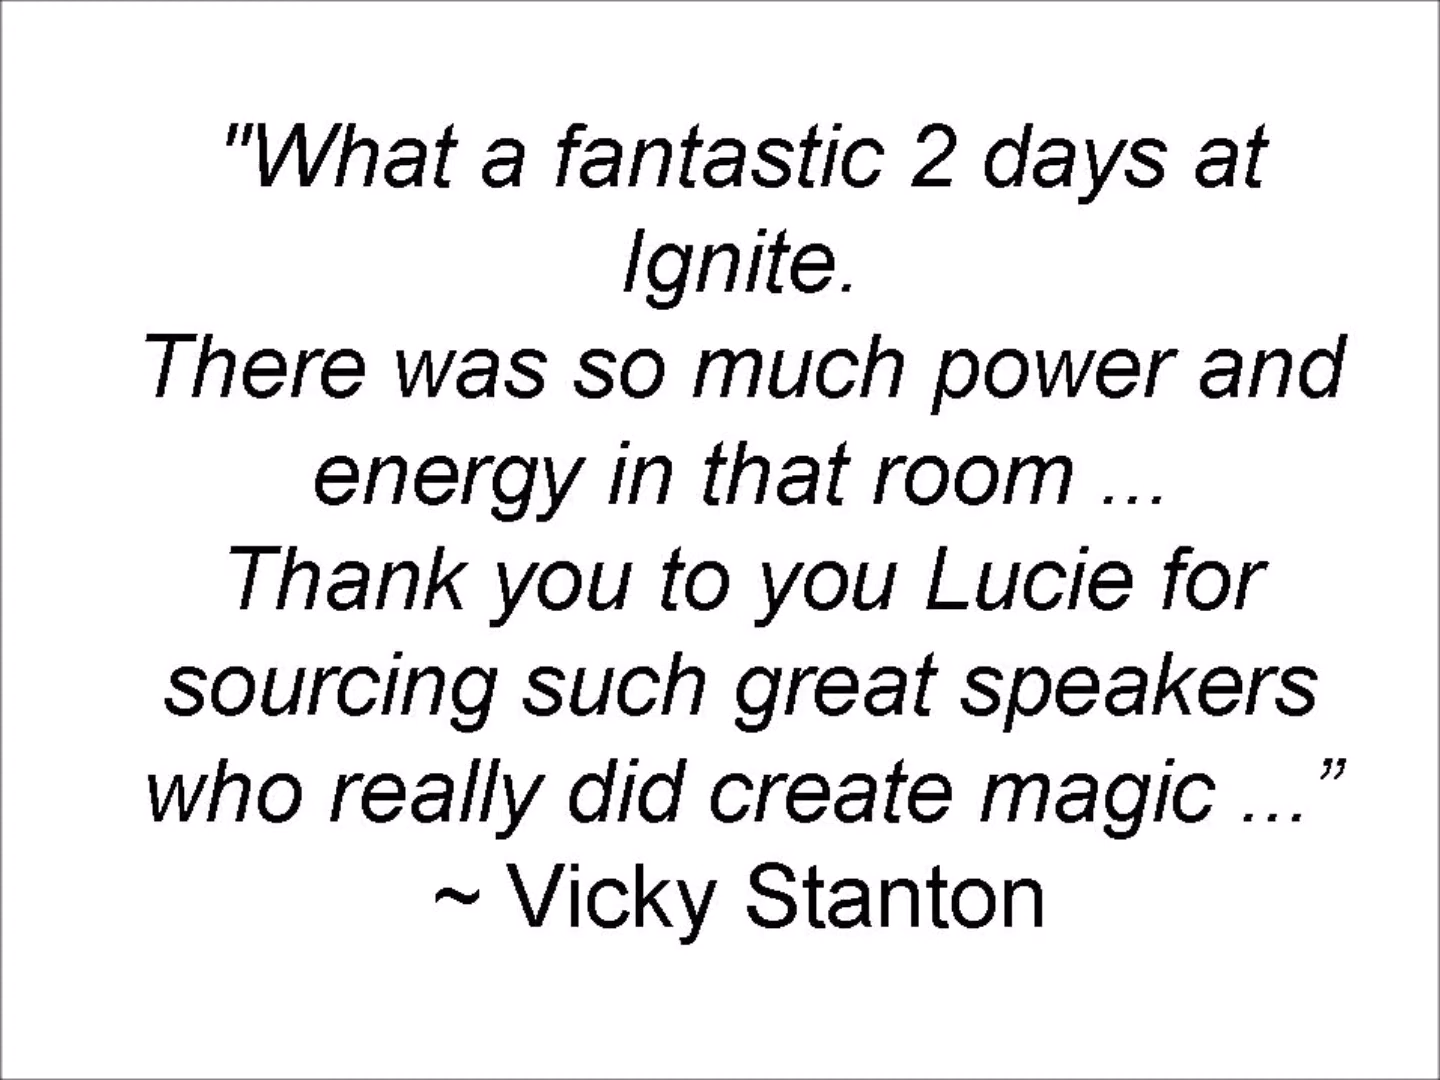 "What a fantastic 2 days at
Ignite.
There was so much power and
energy in that room ...
Thank you to you Lucie for
sourcing such great speakers
who really did create magic ...”
~ Vicky Stanton